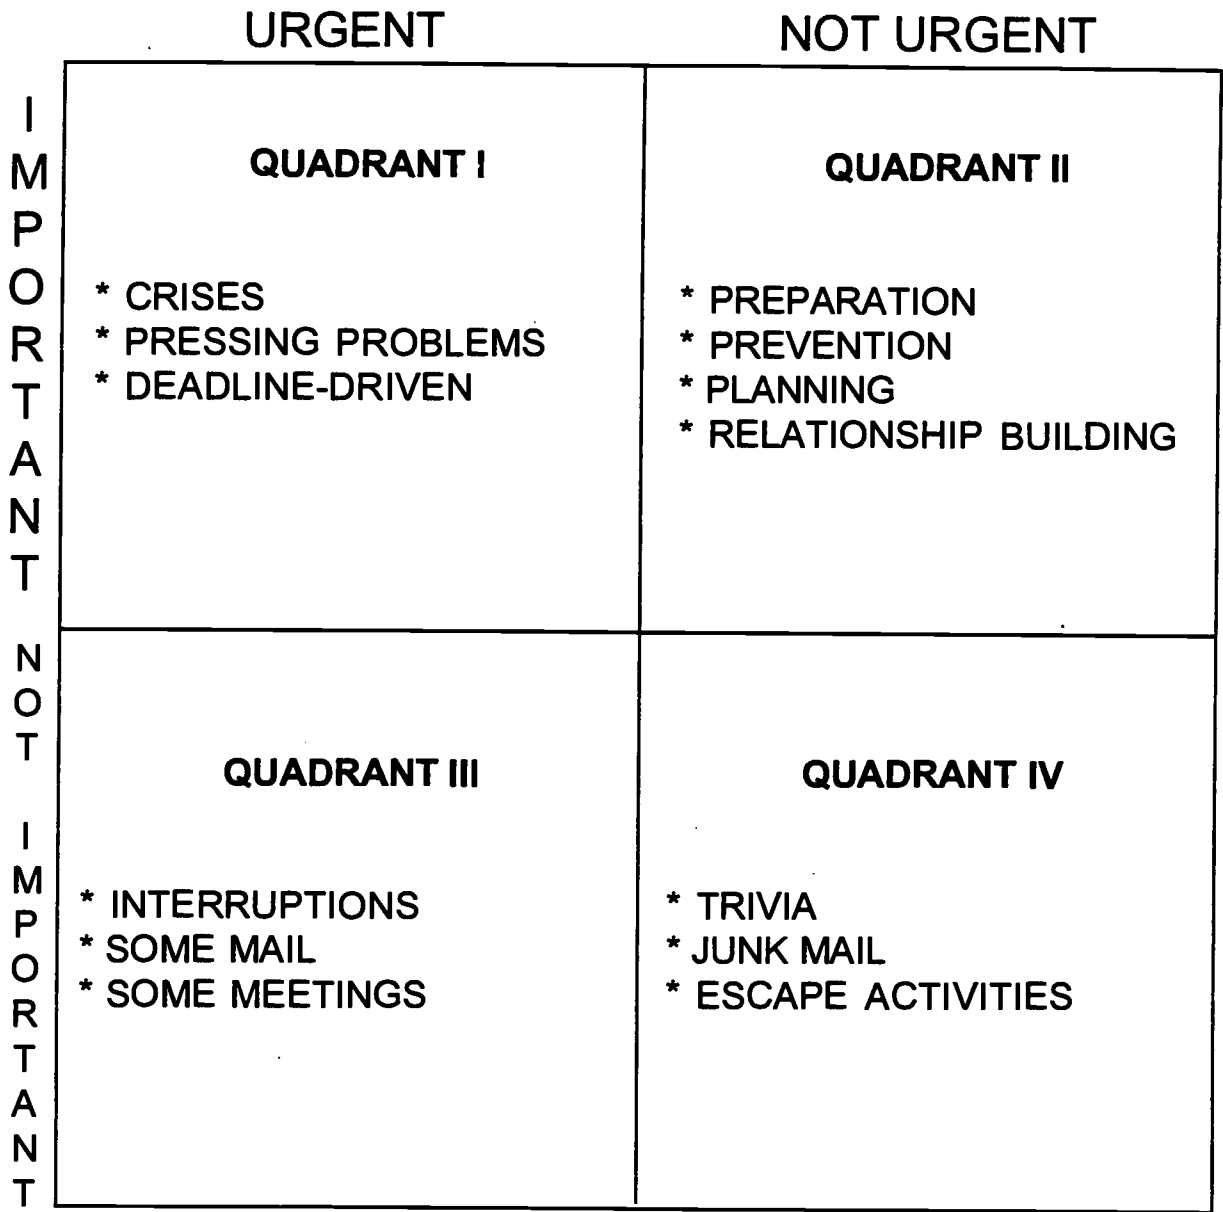 URGENT
NOT URGENT
IMPORTANT
QUADRANT I
* CRISES
* PRESSING PROBLEMS
* DEADLINE-DRIVEN
QUADRANT II
* PREPARATION
* PREVENTION
* PLANNING
* RELATIONSHIP BUILDING
NOT IMPORTANT
QUADRANT III
* INTERRUPTIONS
* SOME MAIL
* SOME MEETINGS
QUADRANT IV
* TRIVIA
* JUNK MAIL
* ESCAPE ACTIVITIES